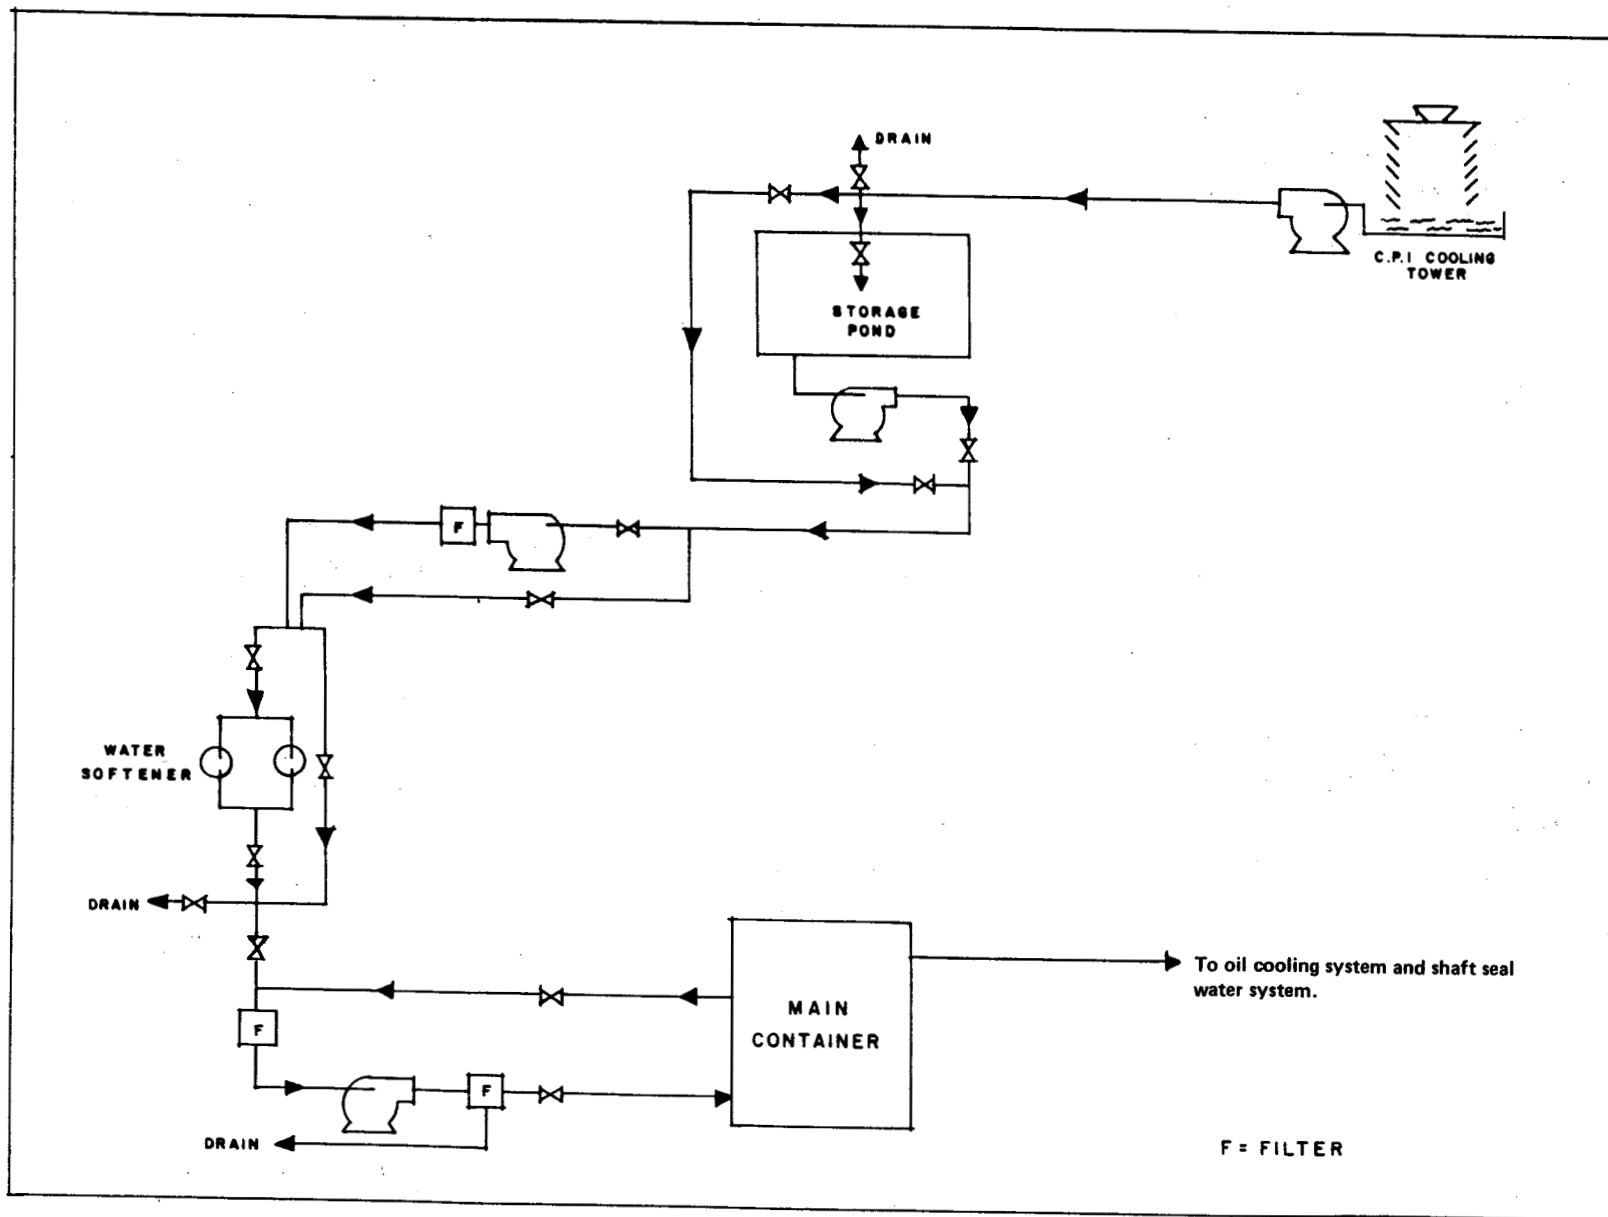 DRAIN
C.P.I COOLING
TOWER
STORAGE
POND
F
WATER
SOFTENER
DRAIN
To oil cooling system and shaft seal
water system.
MAIN
CONTAINER
F
F
DRAIN
F = FILTER